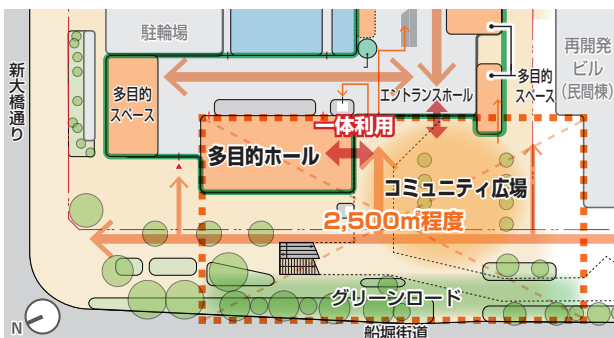 駐輪場
再開発
ビル
(民間棟)
新大橋通り
多目的
スペース
エントランスホール
多目的
スペース
一体利用
多目的ホール
コミュニティ広場
2,500㎡程度
グリーンロード
船堀街道
N